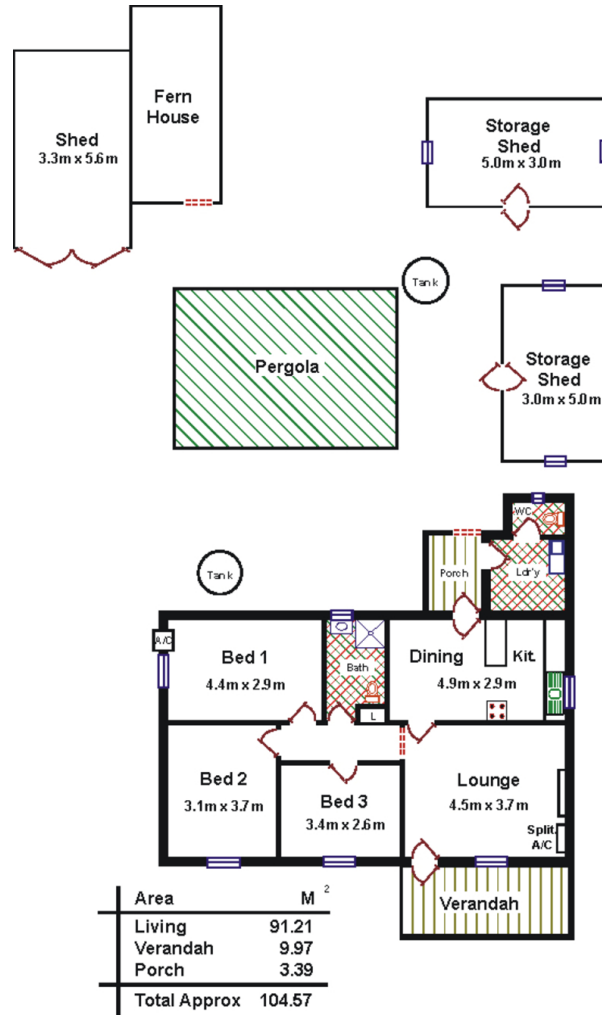 Fern
House
Shed
3.3m x 5.6m
Storage
Shed
5.0m x 3.0m
Tank
Pergola
Storage
Shed
3.0m x 5.0m
WC
Tank
Porch
Ldr'y
A/C
Bed 1
4.4m x 2.9m
Bath
L
Dining
Kit.
4.9m x 2.9m
Bed 2
3.1m x 3.7m
Bed 3
3.4m x 2.6m
Lounge
4.5m x 3.7m
Split.
A/C
Verandah
Area M²
Living 91.21
Verandah 9.97
Porch 3.39
Total Approx 104.57